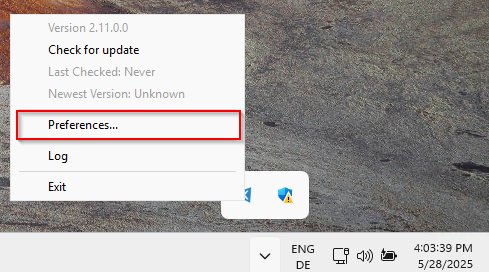 Version 2.11.0.0
Check for update
Last Checked: Never
Newest Version: Unknown
Preferences...
Log
Exit
ENG
DE
4:03:39 PM
5/28/2025